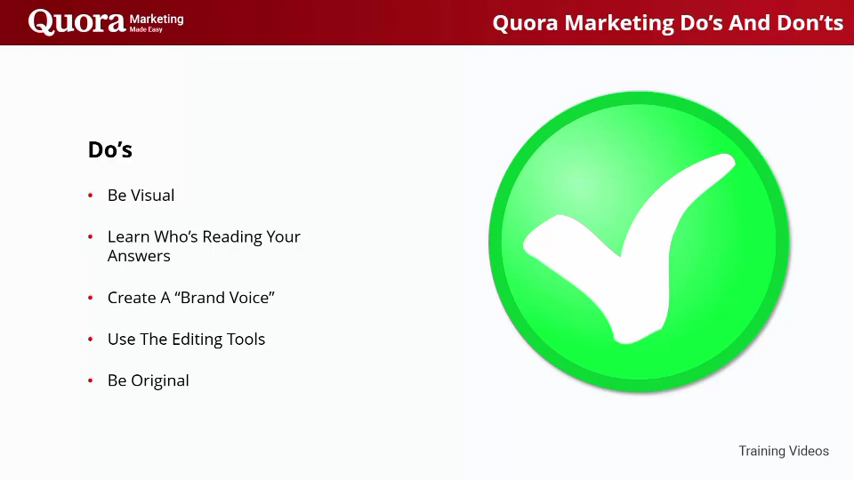 Quora Marketing
Made Easy
Quora Marketing Do's And Don'ts
Do's
• Be Visual
• Learn Who's Reading Your
Answers
• Create A “Brand Voice”
• Use The Editing Tools
• Be Original
Training Videos